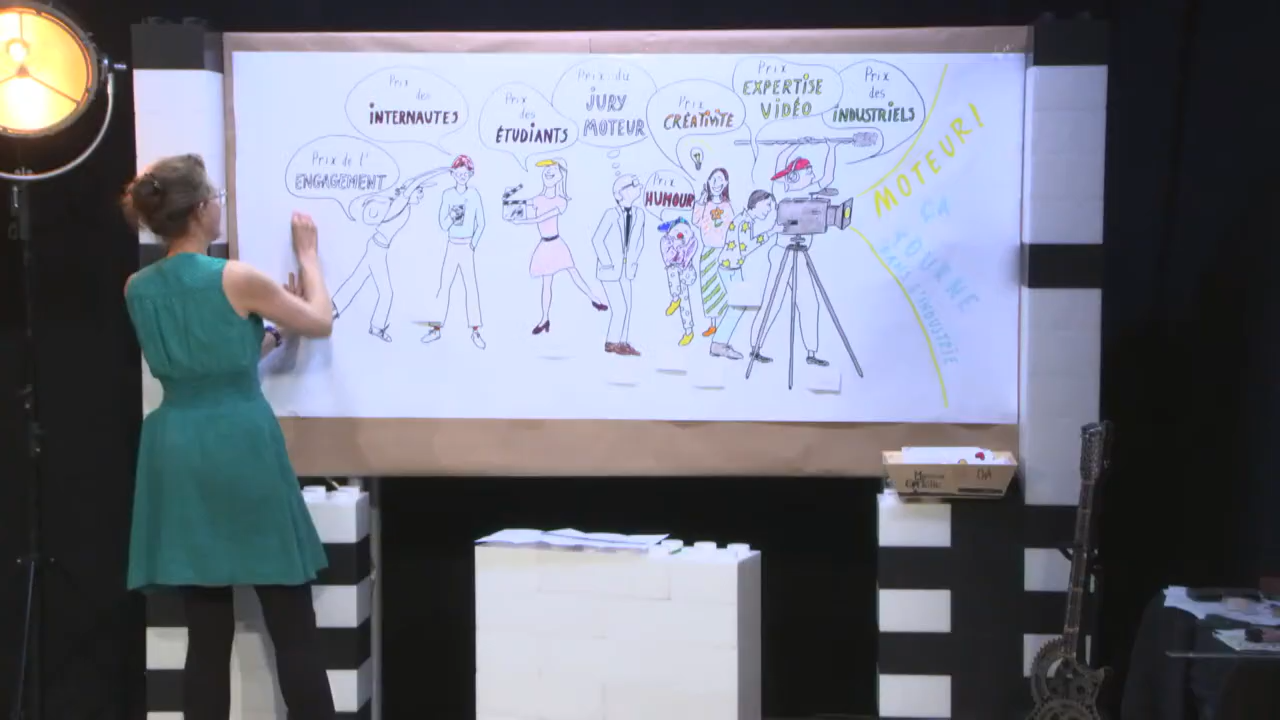 Prix de l'
ENGAGEMENT
Prix
des
INTERNAUTES
Prix
des
ÉTUDIANTS
Prix du
JURY
MOTEUR
Prix
HUMOUR
Prix
CRÉATIVITÉ
Prix
EXPERTISE
VIDÉO
Prix
des
INDUSTRIELS
MOTEUR!
ÇA
TOURNE
DANS L'INDUSTRIE